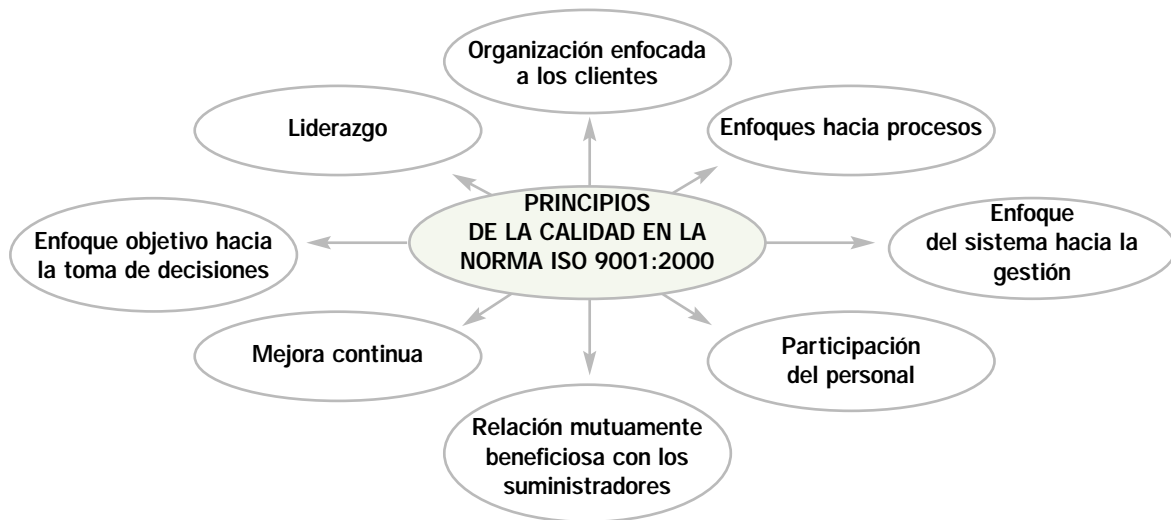 Organización enfocada
a los clientes
Liderazgo
Enfoques hacia procesos
PRINCIPIOS
DE LA CALIDAD EN LA
NORMA ISO 9001:2000
Enfoque objetivo hacia
la toma de decisiones
Enfoque
del sistema hacia la
gestión
Mejora continua
Participación
del personal
Relación mutuamente
beneficiosa con los
suministradores